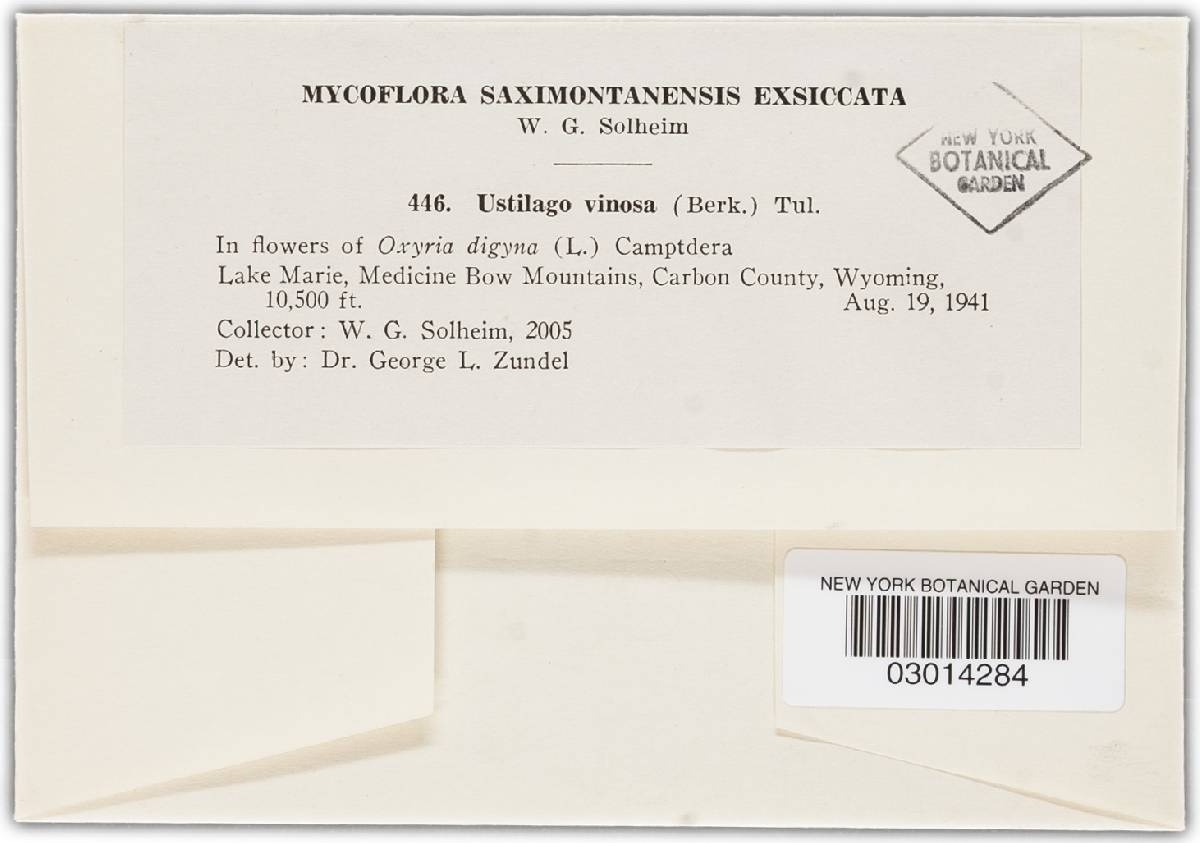 MYCOFLORA SAXIMONTANENSIS EXSICCATA
W. G. Solheim
NEW YORK
BOTANICAL
GARDEN
446. Ustilago vinosa (Berk.) Tul.
In flowers of Oxyria digyna (L.) Camptdera
Lake Marie, Medicine Bow Mountains, Carbon County, Wyoming,
10,500 ft. Aug. 19, 1941
Collector: W. G. Solheim, 2005
Det. by: Dr. George L. Zundel
NEW YORK BOTANICAL GARDEN
03014284